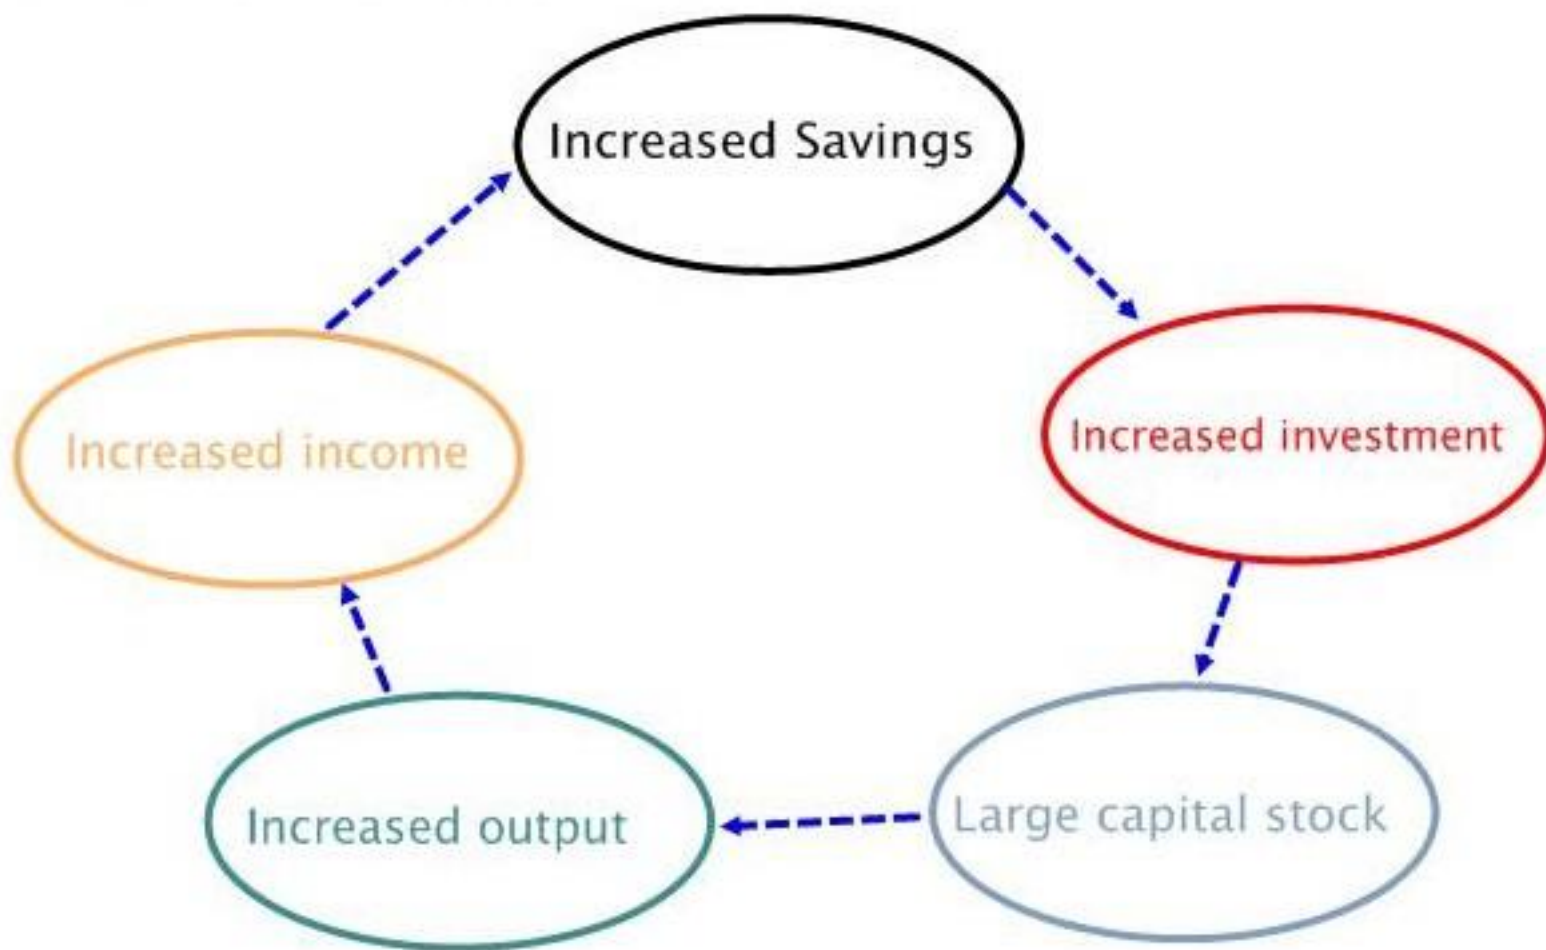 Increased Savings
Increased income
Increased investment
Increased output
Large capital stock